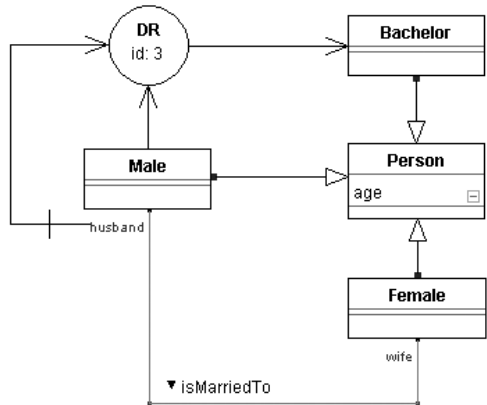 DR
id: 3
Bachelor
Male
Person
age
husband
Female
wife
isMarriedTo